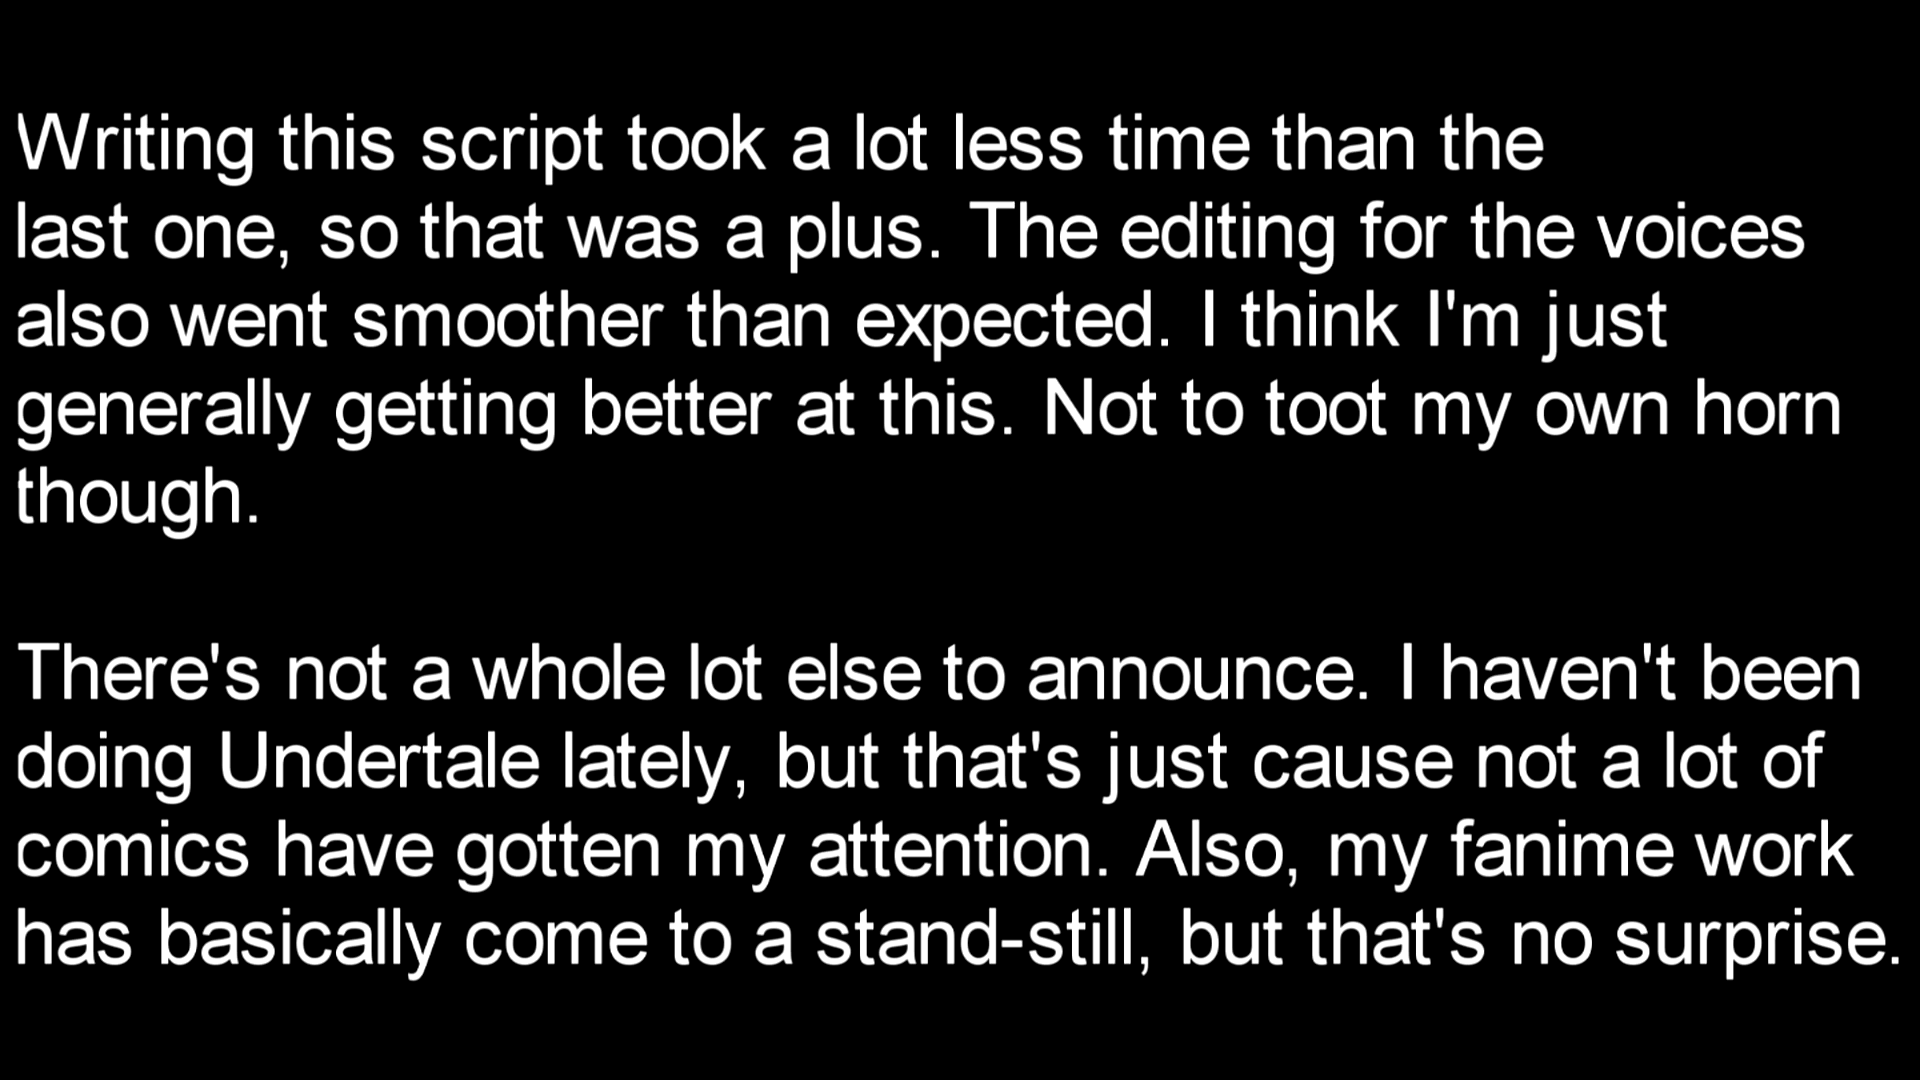 Writing this script took a lot less time than the
last one, so that was a plus. The editing for the voices
also went smoother than expected. I think I'm just
generally getting better at this. Not to toot my own horn
though.
There's not a whole lot else to announce. I haven't been
doing Undertale lately, but that's just cause not a lot of
comics have gotten my attention. Also, my fanime work
has basically come to a stand-still, but that's no surprise.